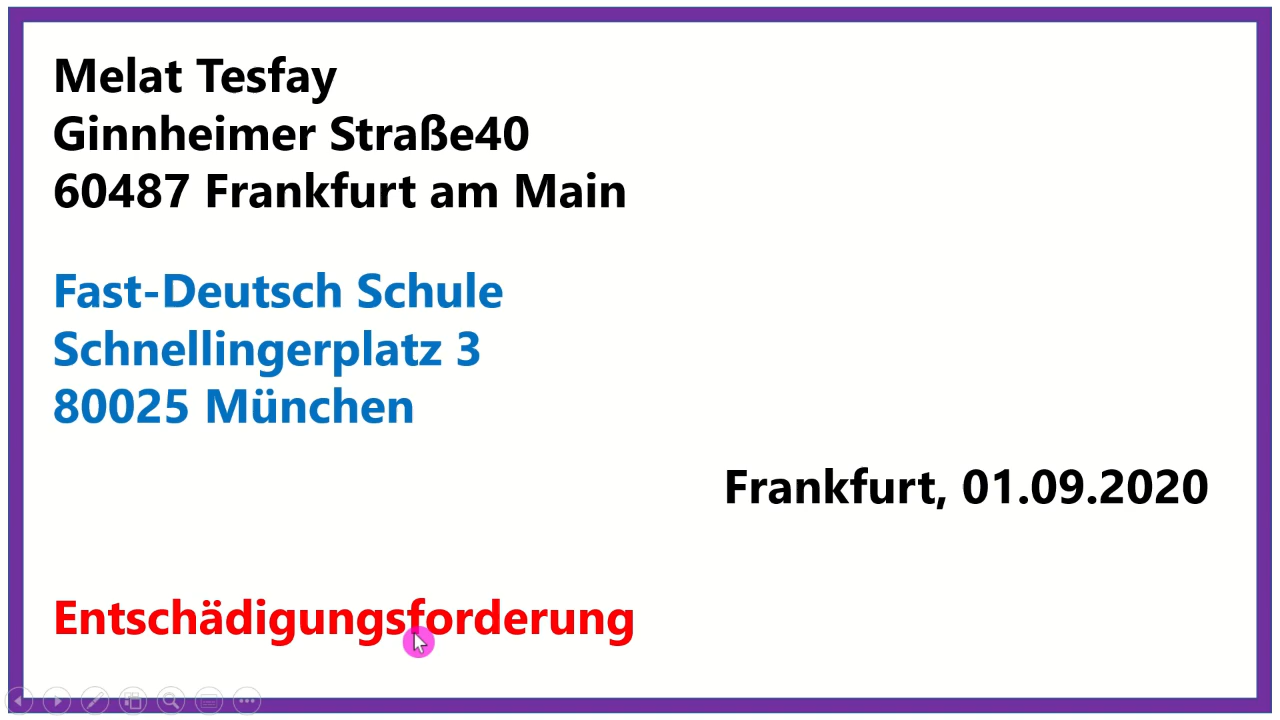 Melat Tesfay
Ginnheimer Straße40
60487 Frankfurt am Main
Fast-Deutsch Schule
Schnellingerplatz 3
80025 München
Frankfurt, 01.09.2020
Entschädigungsforderung